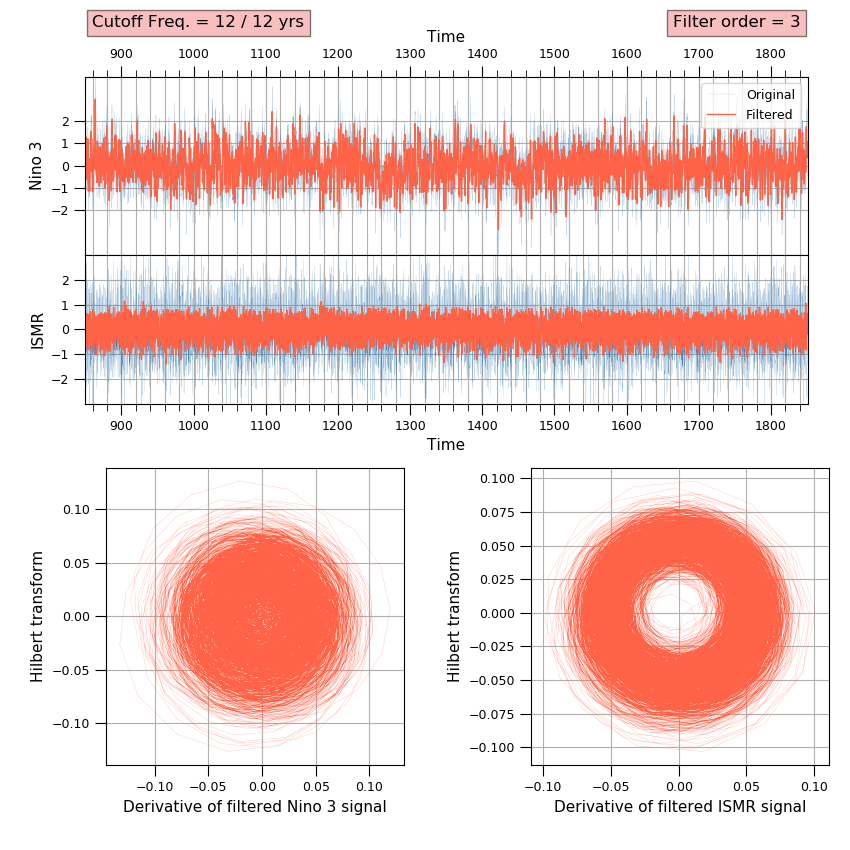 Cutoff Freq. = 12 / 12 yrs
Filter order = 3
Time
900 1000 1100 1200 1300 1400 1500 1600 1700 1800
Original
Filtered
Nino 3
2
1
0
−1
−2
ISMR
2
1
0
−1
−2
900 1000 1100 1200 1300 1400 1500 1600 1700 1800
Time
Hilbert transform
0.10
0.05
0.00
−0.05
−0.10
−0.10 −0.05 0.00 0.05 0.10
Derivative of filtered Nino 3 signal
Hilbert transform
0.100
0.075
0.050
0.025
0.000
−0.025
−0.050
−0.075
−0.100
−0.10 −0.05 0.00 0.05 0.10
Derivative of filtered ISMR signal